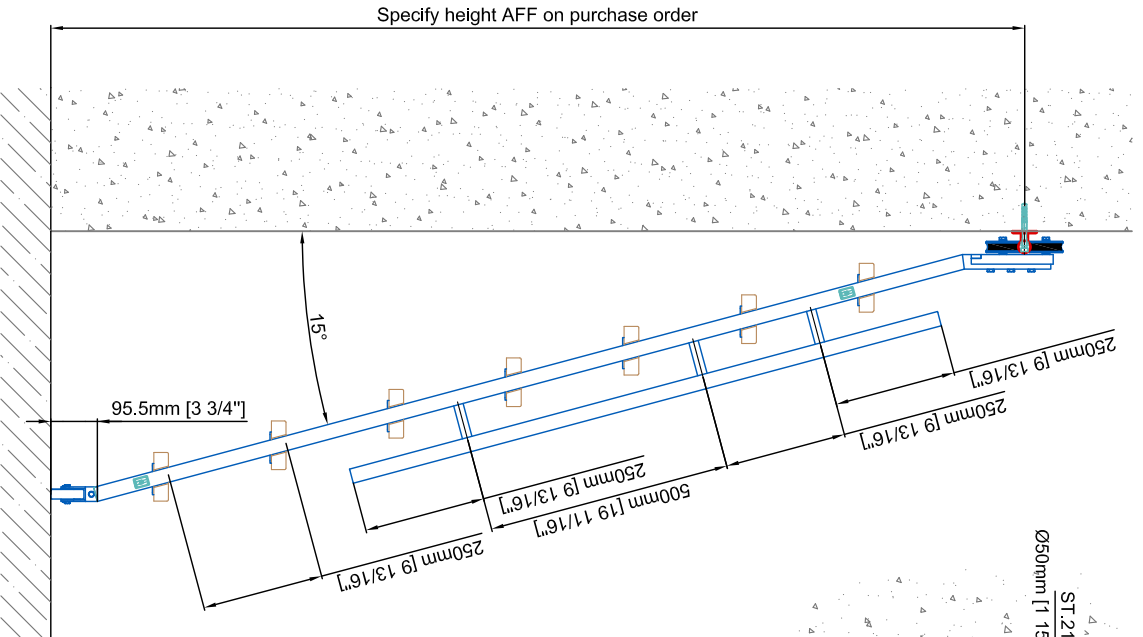 Specify height AFF on purchase order
15°
95.5mm [3 3/4"]
250mm [9 13/16"]
250mm [9 13/16"]
250mm [9 13/16"]
500mm [19 11/16"]
250mm [9 13/16"]
ST.21
Ø50mm [1 15